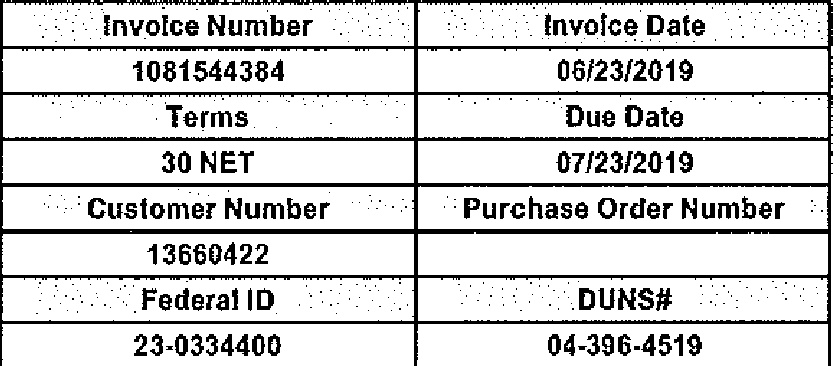 Invoice Number Invoice Date
1081544384 06/23/2019
Terms Due Date
30 NET 07/23/2019
Customer Number Purchase Order Number
13660422
Federal ID DUNS#
23-0334400 04-396-4519